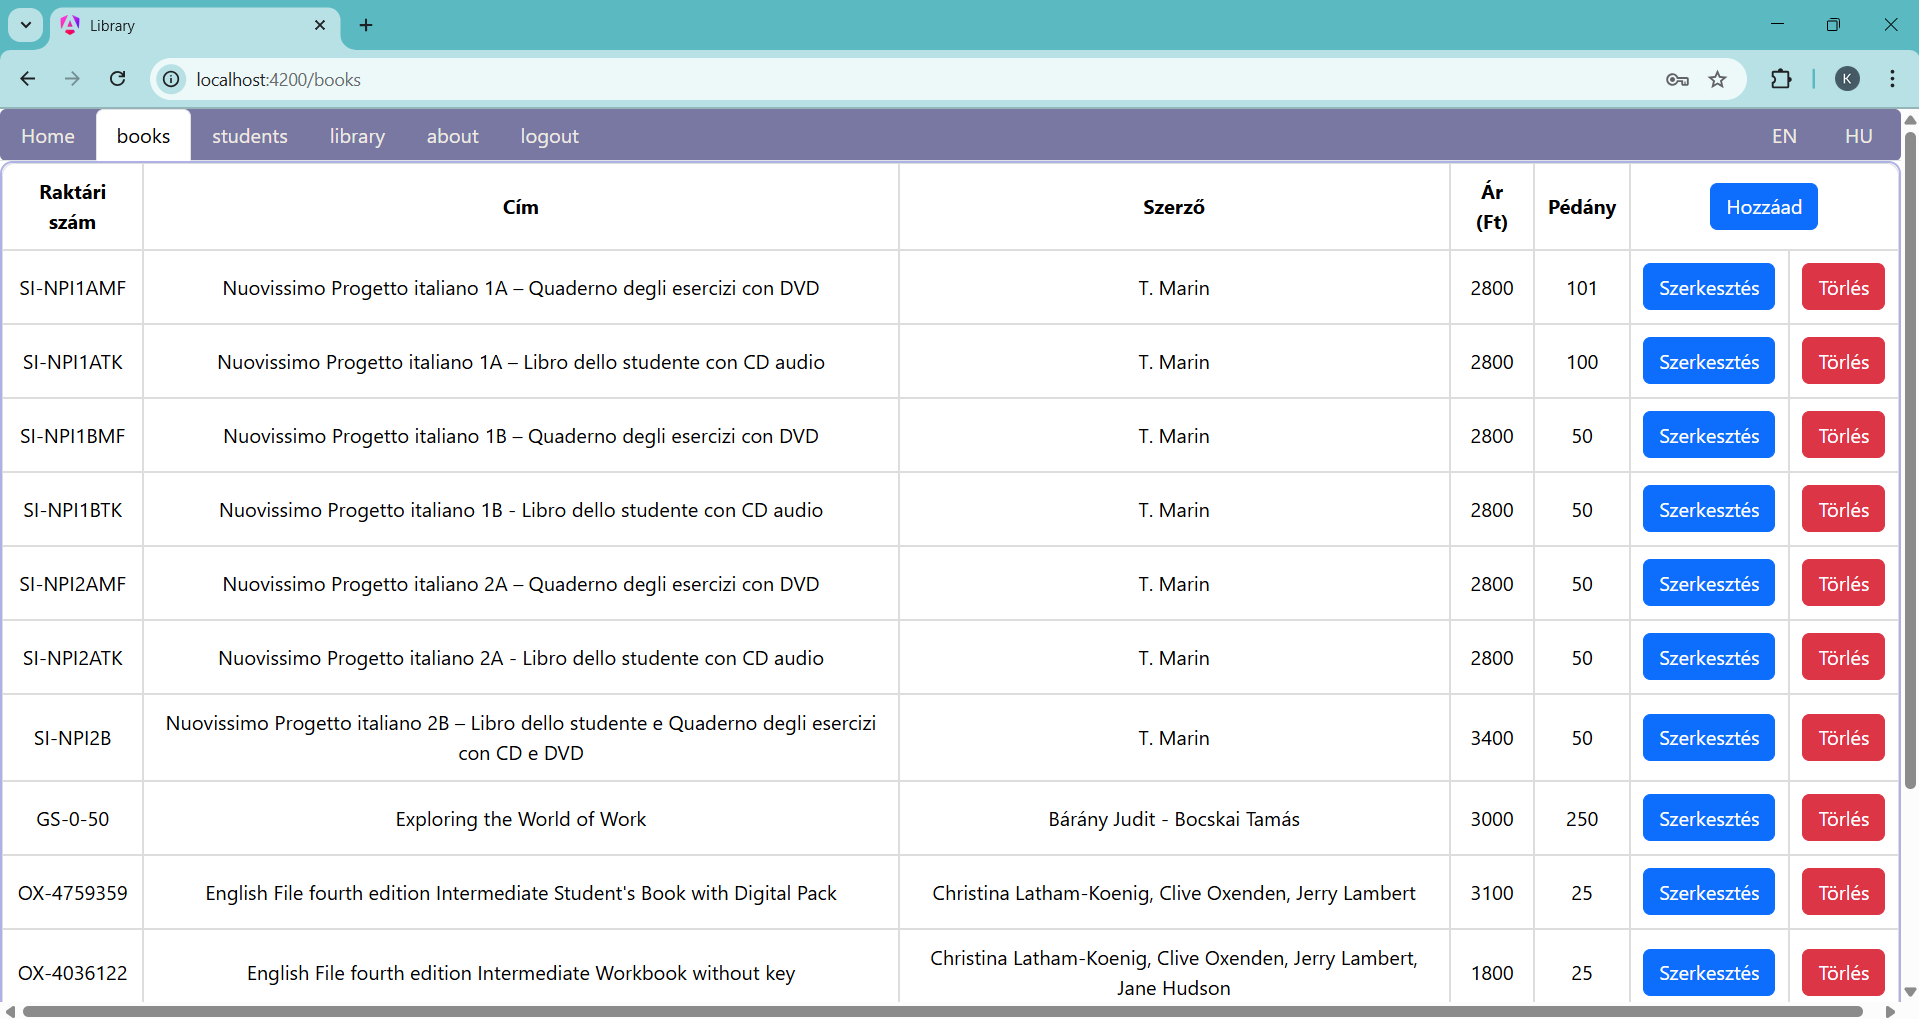 Library
localhost:4200/books
K
Home books students library about logout EN HU
Raktári
szám
Cím
Szerző
Ár
(Ft)
Pédány
Hozzáad
SI-NPI1AMF Nuovissimo Progetto italiano 1A – Quaderno degli esercizi con DVD T. Marin 2800 101 Szerkesztés Törlés
SI-NPI1ATK Nuovissimo Progetto italiano 1A – Libro dello studente con CD audio T. Marin 2800 100 Szerkesztés Törlés
SI-NPI1BMF Nuovissimo Progetto italiano 1B – Quaderno degli esercizi con DVD T. Marin 2800 50 Szerkesztés Törlés
SI-NPI1BTK Nuovissimo Progetto italiano 1B - Libro dello studente con CD audio T. Marin 2800 50 Szerkesztés Törlés
SI-NPI2AMF Nuovissimo Progetto italiano 2A – Quaderno degli esercizi con DVD T. Marin 2800 50 Szerkesztés Törlés
SI-NPI2ATK Nuovissimo Progetto italiano 2A - Libro dello studente con CD audio T. Marin 2800 50 Szerkesztés Törlés
SI-NPI2B
Nuovissimo Progetto italiano 2B – Libro dello studente e Quaderno degli esercizi
con CD e DVD
T. Marin 3400 50 Szerkesztés Törlés
GS-0-50 Exploring the World of Work Bárány Judit - Bocskai Tamás 3000 250 Szerkesztés Törlés
OX-4759359 English File fourth edition Intermediate Student's Book with Digital Pack Christina Latham-Koenig, Clive Oxenden, Jerry Lambert 3100 25 Szerkesztés Törlés
OX-4036122 English File fourth edition Intermediate Workbook without key
Christina Latham-Koenig, Clive Oxenden, Jerry Lambert,
Jane Hudson
1800 25 Szerkesztés Törlés